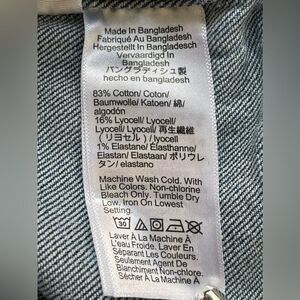 Made In Bangladesh
Fabriqué Au Bangladesh
Hergestellt In Bangladesch
Vervaardigd In
Bangladesh
バングラディシュ製
hecho en bangladesh
83% Cotton/ Coton/
Baumwolle/ Katoen/ 綿/
algodón
16% Lyocell/ Lyocell/
Lyocell/ Lyocell/ 再生繊維
(リヨセル)/ lyocell
1% Elastane/ Élasthanne/
Elastan/ Elastaan/ ポリウレ
タン/ elastano
Machine Wash Cold. With
Like Colors. Non-chlorine
Bleach Only. Tumble Dry
Low. Iron On Lowest
Setting.
30
Laver À La Machine À
L'eau Froide. Laver En
Séparant Les Couleurs.
Seulement Agent De
Blanchiment Non-chlore.
Sécher À La Machine À